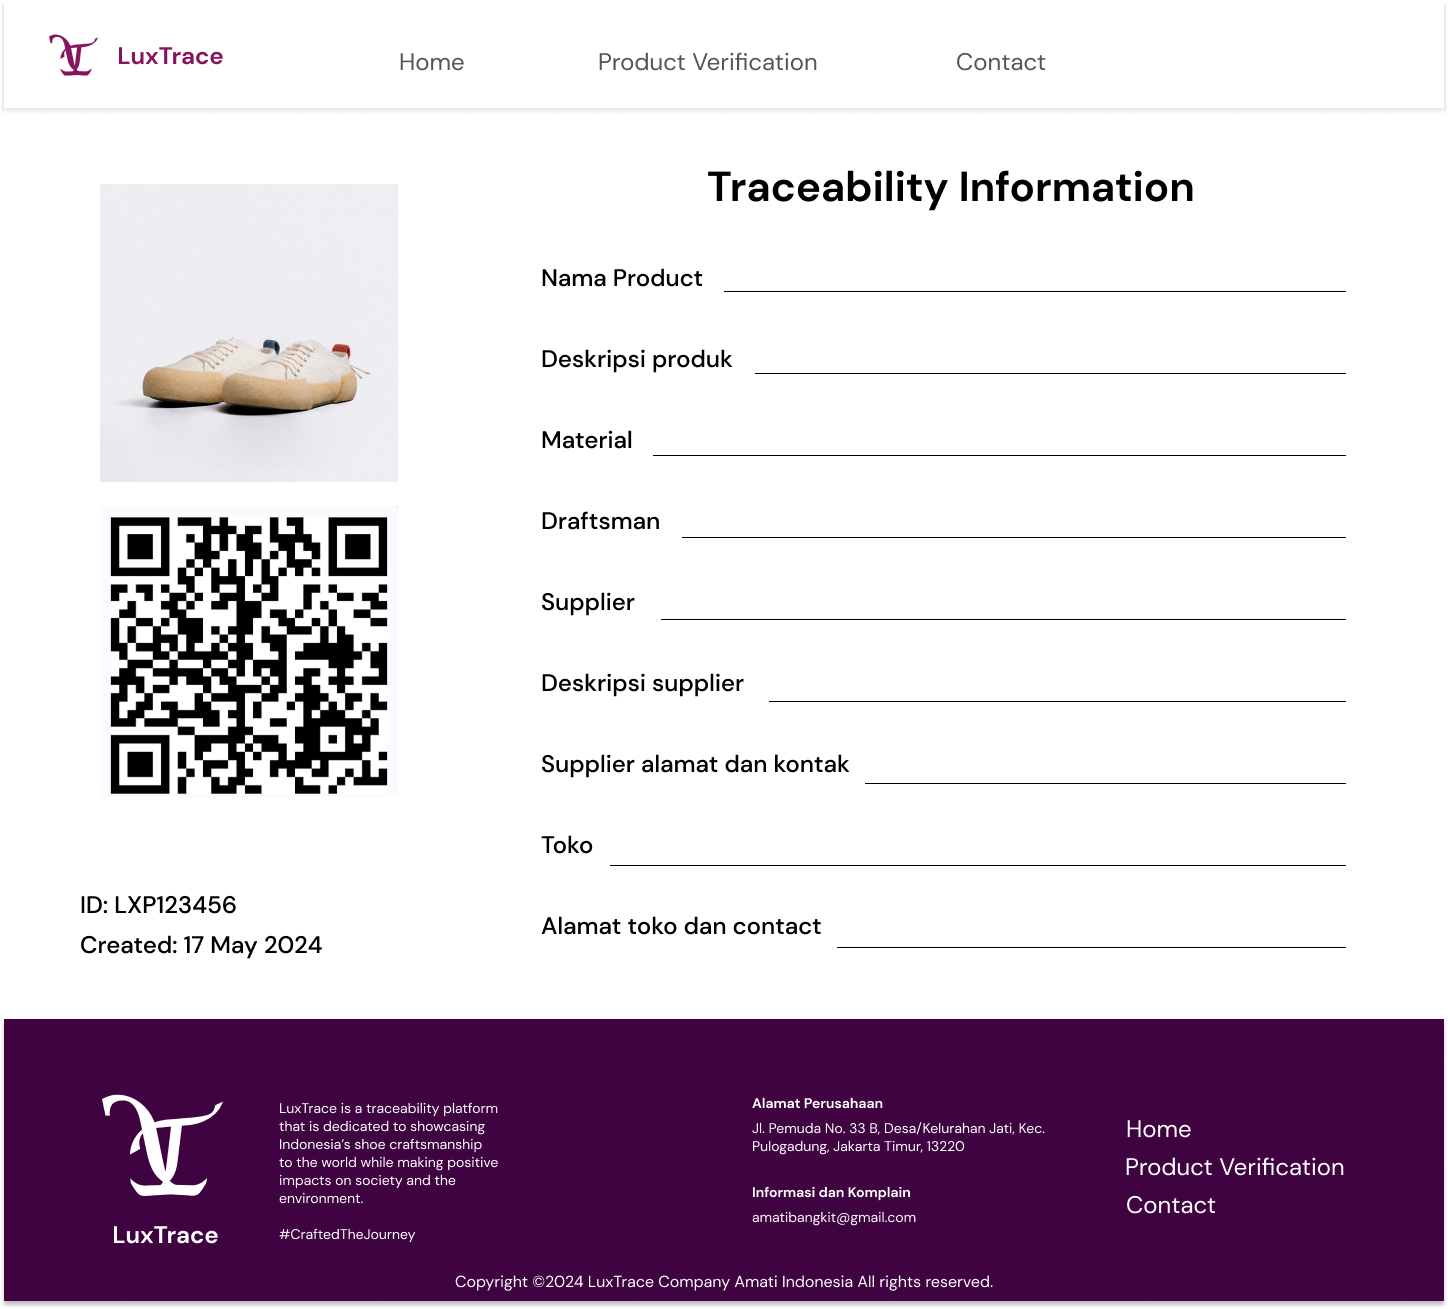 LuxTrace
Home
Product Verification
Contact
Traceability Information
Nama Product
Deskripsi produk
Material
Draftsman
Supplier
Deskripsi supplier
Supplier alamat dan kontak
Toko
Alamat toko dan contact
ID: LXP123456
Created: 17 May 2024
LuxTrace
LuxTrace is a traceability platform
that is dedicated to showcasing
Indonesia’s shoe craftsmanship
to the world while making positive
impacts on society and the
environment.
#CraftedTheJourney
Alamat Perusahaan
Jl. Pemuda No. 33 B, Desa/Kelurahan Jati, Kec.
Pulogadung, Jakarta Timur, 13220
Informasi dan Komplain
amatibangkit@gmail.com
Home
Product Verification
Contact
Copyright ©2024 LuxTrace Company Amati Indonesia All rights reserved.